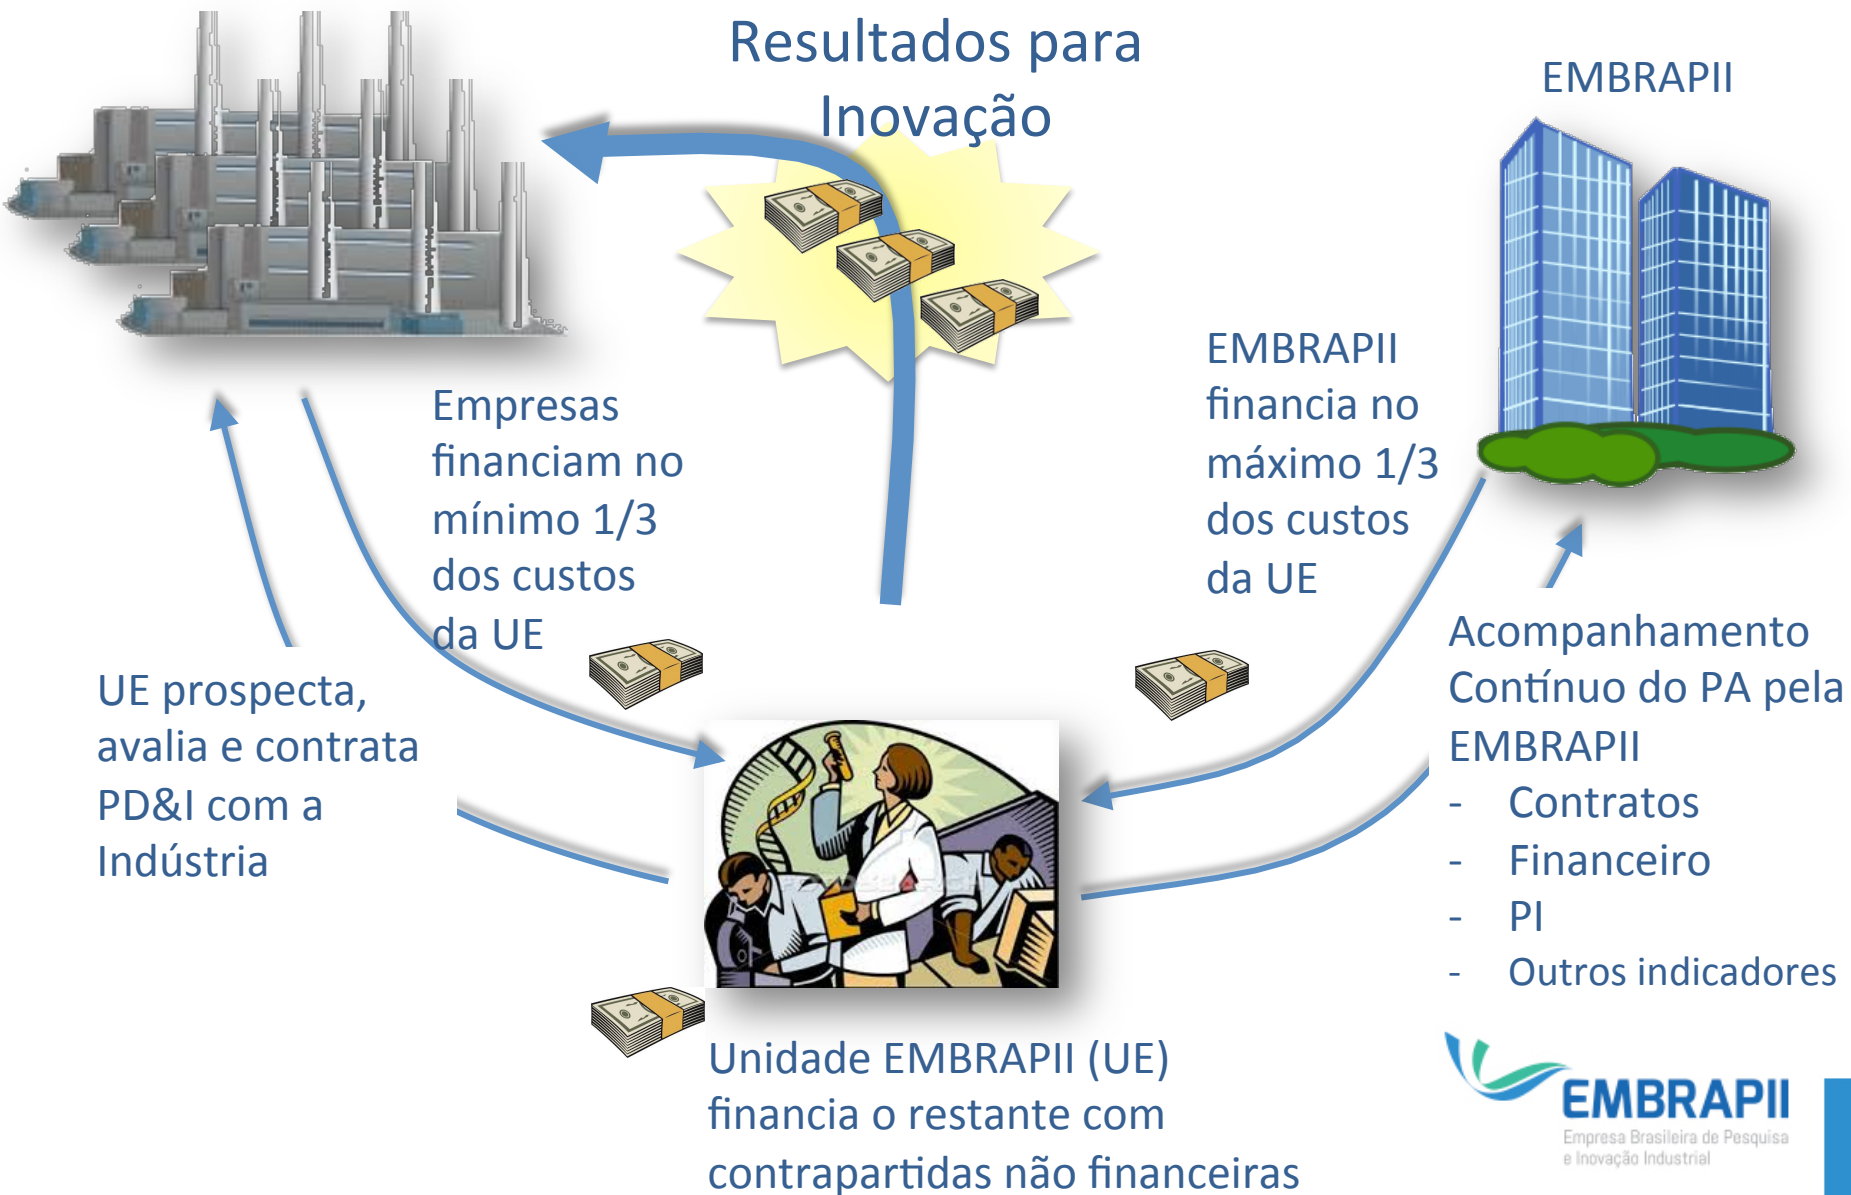 Resultados para
Inovação
EMBRAPII
Empresas
financiam no
mínimo 1/3
dos custos
da UE
EMBRAPII
financia no
máximo 1/3
dos custos
da UE
UE prospecta,
avalia e contrata
PD&I com a
Indústria
Acompanhamento
Contínuo do PA pela
EMBRAPII
- Contratos
- Financeiro
- PI
- Outros indicadores
Unidade EMBRAPII (UE)
financia o restante com
contrapartidas não financeiras
EMBRAPII
Empresa Brasileira de Pesquisa
e Inovação Industrial